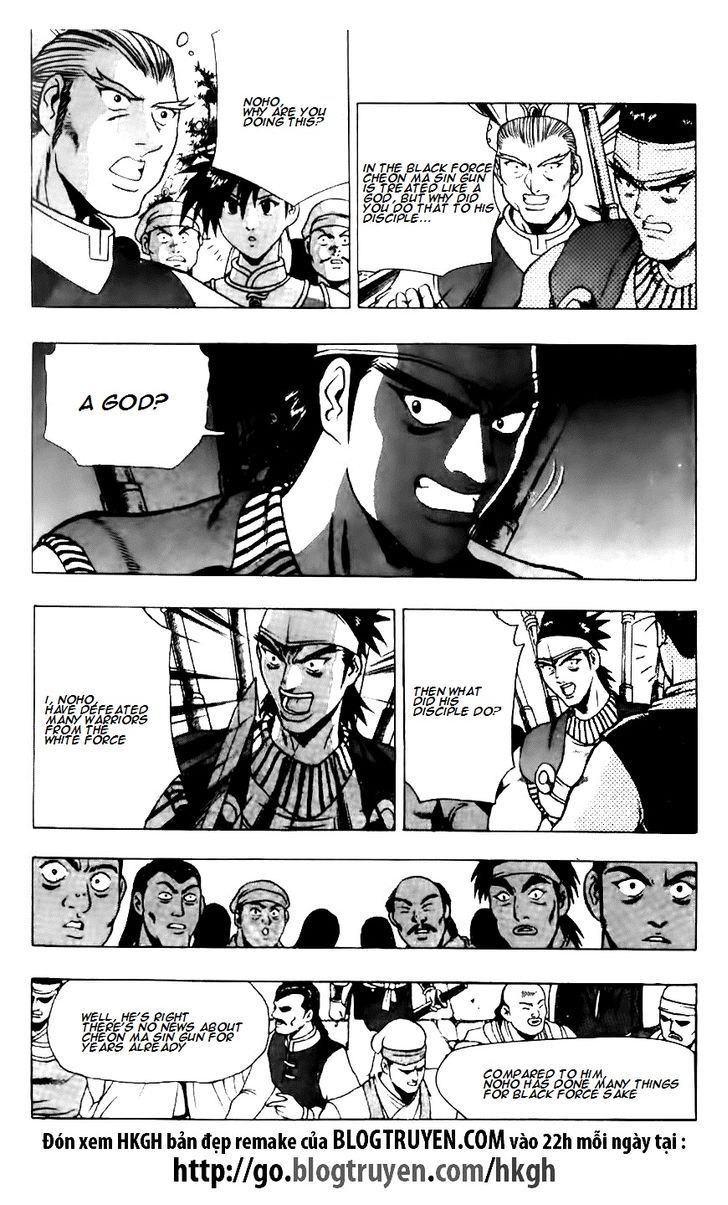 NOHO,
WHY ARE YOU
DOING THIS?
IN THE BLACK FORCE
CHEON MA SIN GUN
IS TREATED LIKE A
GOD, BUT WHY DID
YOU DO THAT TO HIS
DISCIPLE...
A GOD?
I, NOHO,
HAVE DEFEATED
MANY WARRIORS
FROM THE
WHITE FORCE
THEN WHAT
DID HIS
DISCIPLE DO?
WELL, HE'S RIGHT
THERE'S NO NEWS ABOUT
CHEON MA SIN GUN FOR
YEARS ALREADY
COMPARED TO HIM,
NOHO HAS DONE MANY THINGS
FOR BLACK FORCE SAKE
Đón xem HKGH bản đẹp remake của BLOGTRUYEN.COM vào 22h mỗi ngày tại :
http://go.blogtruyen.com/hkgh